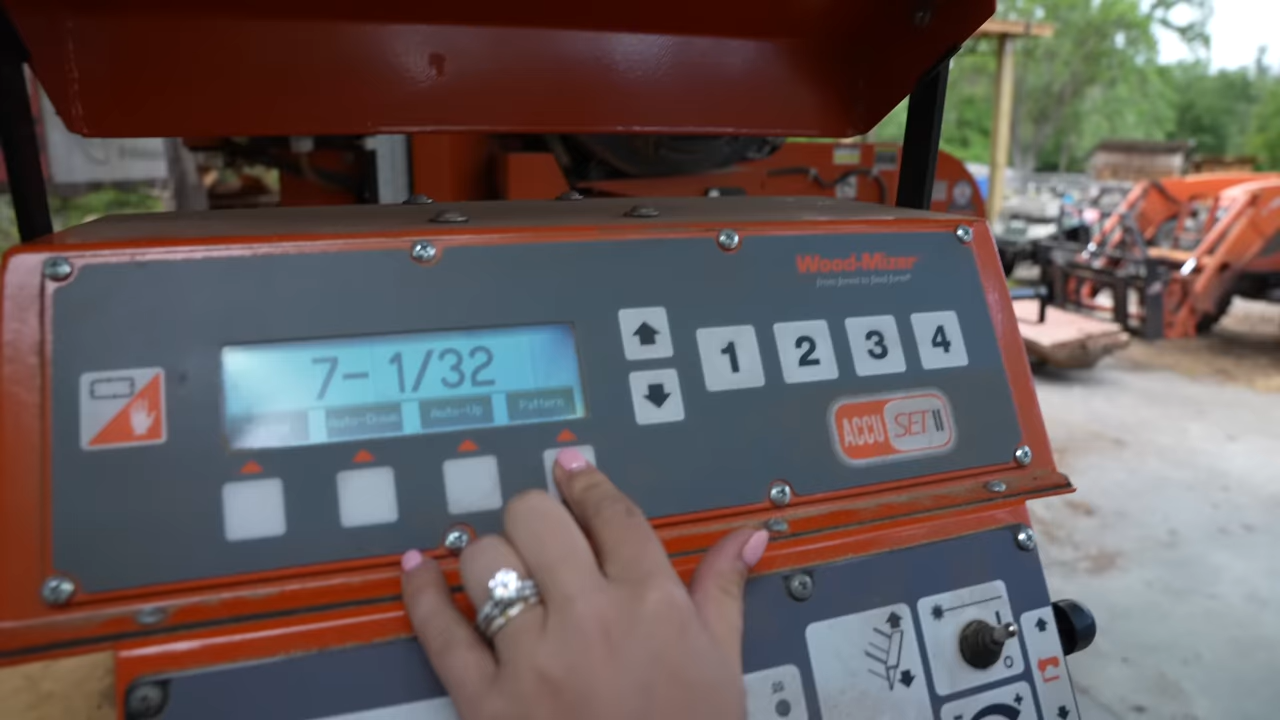 Wood-Mizer
from forest to final form
7- 1/32
Auto-Down Auto-Up Pattern
1 2 3 4
ACCU SET II
I
O
+